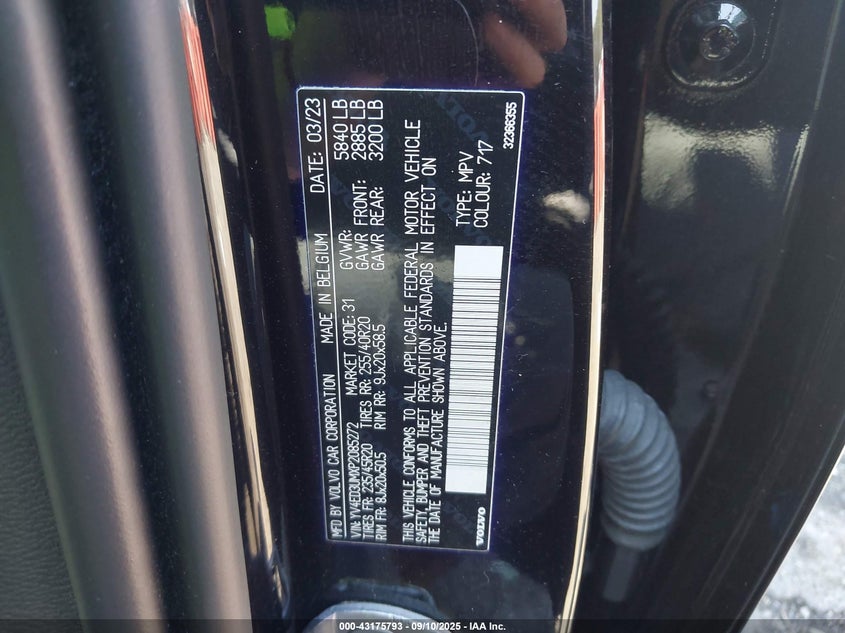 MFD BY VOLVO CAR CORPORATION MADE IN BELGIUM DATE: 03/23
VIN: YV4ED3UMXP2085272 MARKET CODE: 31 GVWR: 5840 LB
TIRES FR: 235/45R20 TIRES RR: 255/40R20 GAWR FRONT: 2885 LB
RIM FR: 8Jx20x50.5 RIM RR: 9Jx20x58.5 GAWR REAR: 3200 LB
THIS VEHICLE CONFORMS TO ALL APPLICABLE FEDERAL MOTOR VEHICLE
SAFETY, BUMPER AND THEFT PREVENTION STANDARDS IN EFFECT ON
THE DATE OF MANUFACTURE SHOWN ABOVE.
TYPE: MPV
COLOUR: 717
VOLVO 32366355
000-43175793 - 09/10/2025 - IAA Inc.